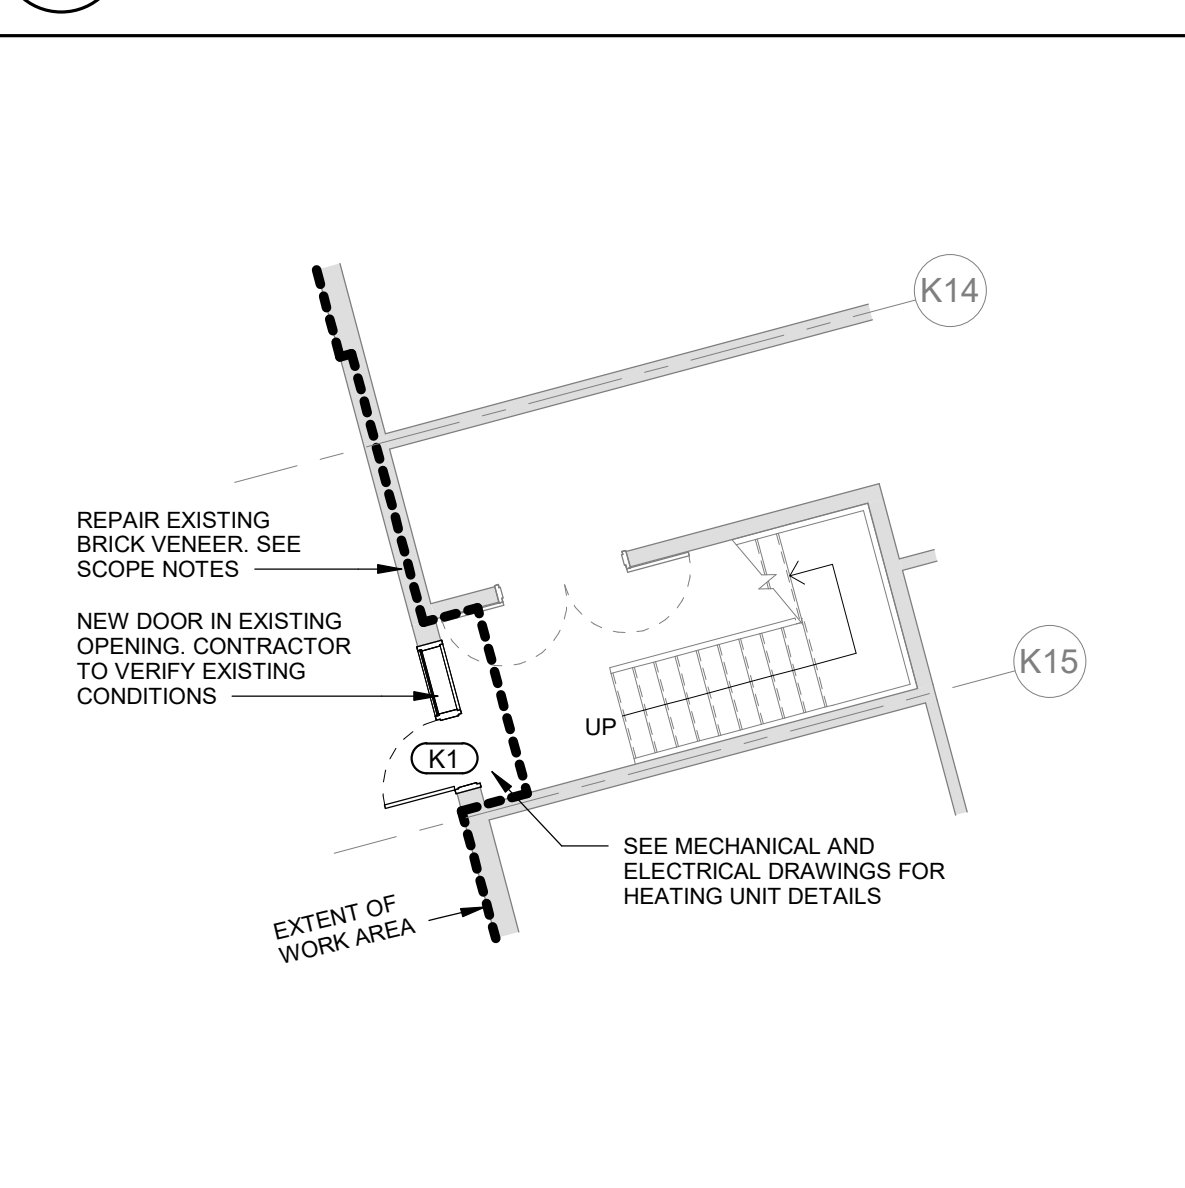 K14
REPAIR EXISTING
BRICK VENEER. SEE
SCOPE NOTES
NEW DOOR IN EXISTING
OPENING. CONTRACTOR
TO VERIFY EXISTING
CONDITIONS
K15
UP
K1
SEE MECHANICAL AND
ELECTRICAL DRAWINGS FOR
HEATING UNIT DETAILS
EXTENT OF
WORK AREA